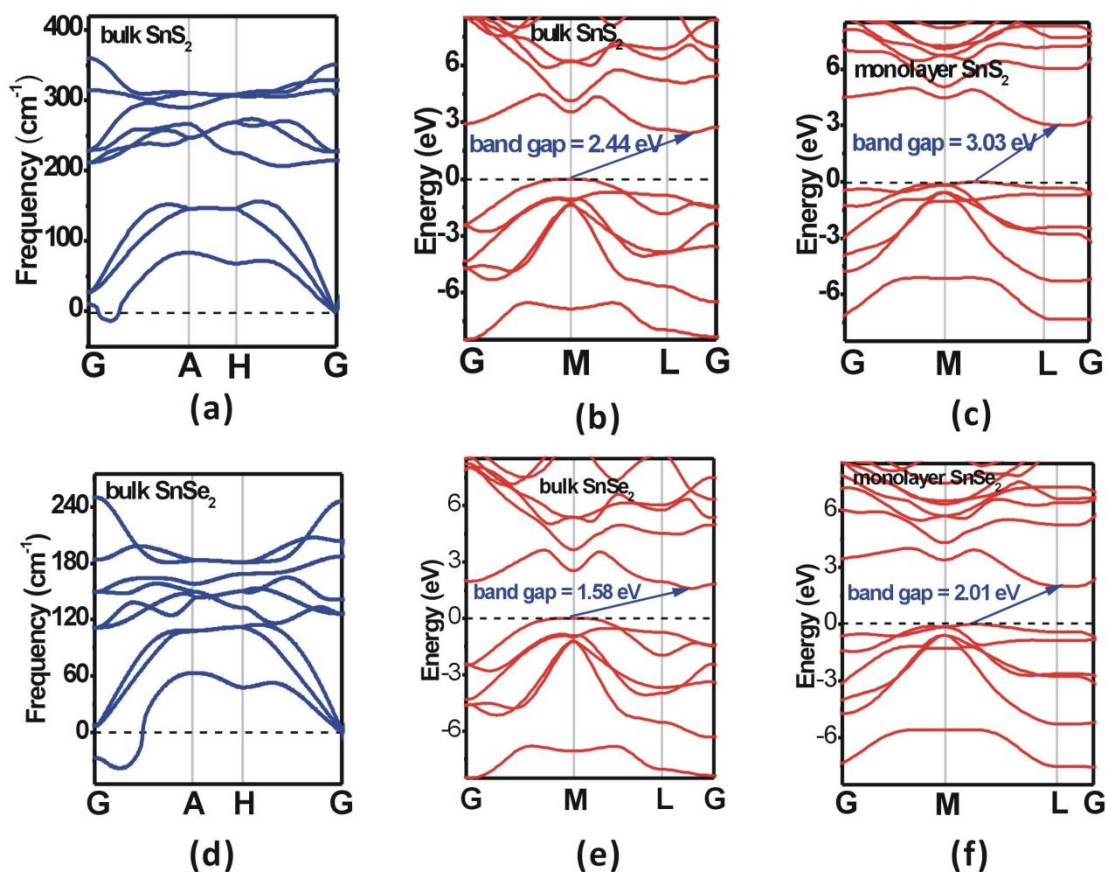 bulk SnS₂
Frequency (cm⁻¹)
400
300
200
100
0
G A H G
(a)
bulk SnS₂
Energy (eV)
6
3
0
-3
-6
band gap = 2.44 eV
G M L G
(b)
monolayer SnS₂
Energy (eV)
6
3
0
-3
-6
band gap = 3.03 eV
G M L G
(c)
bulk SnSe₂
Frequency (cm⁻¹)
240
180
120
60
0
G A H G
(d)
bulk SnSe₂
Energy (eV)
6
3
0
-3
-6
band gap = 1.58 eV
G M L G
(e)
monolayer SnSe₂
Energy (eV)
6
3
0
-3
-6
band gap = 2.01 eV
G M L G
(f)